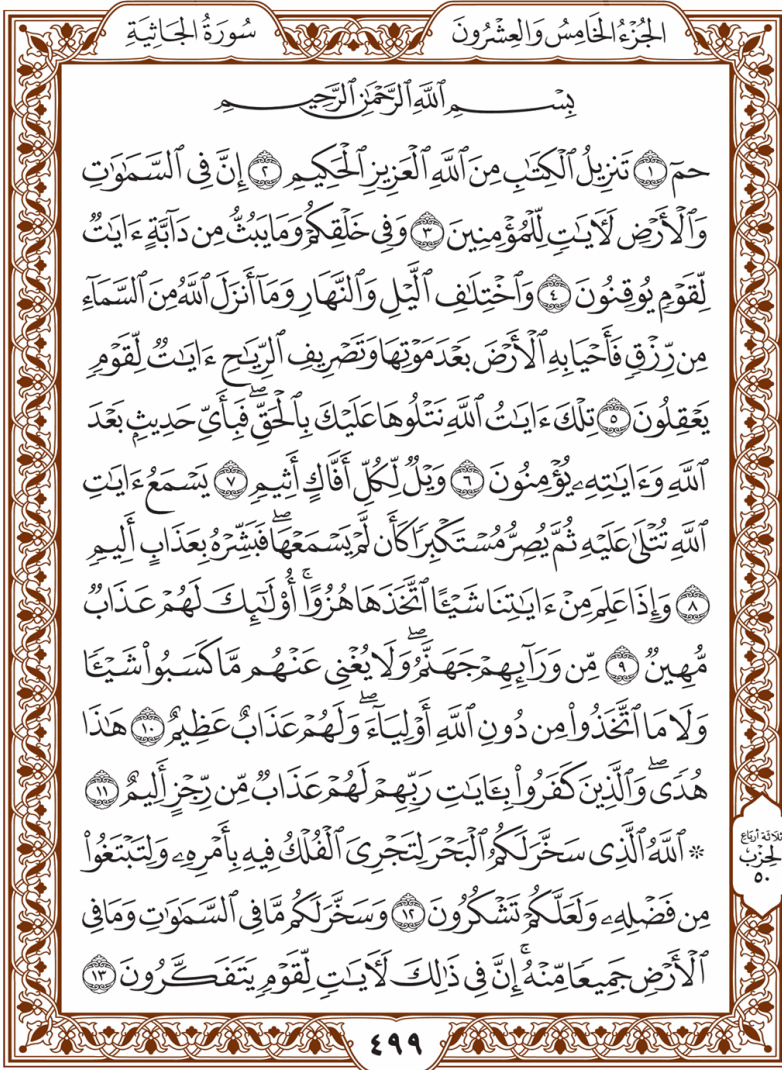 الجُزْءُ الخَامِسُ وَالعِشْرُونَ
سُورَةُ الجَاثِيَةِ
بِسْمِ ٱللَّهِ ٱلرَّحْمَٰنِ ٱلرَّحِيمِ
حمٓ ١ تَنزِيلُ ٱلْكِتَٰبِ مِنَ ٱللَّهِ ٱلْعَزِيزِ ٱلْحَكِيمِ ٢ إِنَّ فِى ٱلسَّمَٰوَٰتِ
وَٱلْأَرْضِ لَءَايَٰتٍ لِّلْمُؤْمِنِينَ ٣ وَفِى خَلْقِكُمْ وَمَا يَبُثُّ مِن دَآبَّةٍ ءَايَٰتٌ
لِّقَوْمٍ يُوقِنُونَ ٤ وَٱخْتِلَٰفِ ٱلَّيْلِ وَٱلنَّهَارِ وَمَآ أَنزَلَ ٱللَّهُ مِنَ ٱلسَّمَآءِ
مِن رِّزْقٍ فَأَحْيَا بِهِ ٱلْأَرْضَ بَعْدَ مَوْتِهَا وَتَصْرِيفِ ٱلرِّيَٰحِ ءَايَٰتٌ لِّقَوْمٍ
يَعْقِلُونَ ٥ تِلْكَ ءَايَٰتُ ٱللَّهِ نَتْلُوهَا عَلَيْكَ بِٱلْحَقِّ ۖ فَبِأَىِّ حَدِيثٍۭ بَعْدَ
ٱللَّهِ وَءَايَٰتِهِۦ يُؤْمِنُونَ ٦ وَيْلٌ لِّكُلِّ أَفَّاكٍ أَثِيمٍ ٧ يَسْمَعُ ءَايَٰتِ
ٱللَّهِ تُتْلَىٰ عَلَيْهِ ثُمَّ يُصِرُّ مُسْتَكْبِرًا كَأَن لَّمْ يَسْمَعْهَا ۖ فَبَشِّرْهُ بِعَذَابٍ أَلِيمٍ
٨ وَإِذَا عَلِمَ مِنْ ءَايَٰتِنَا شَيْـًٔا ٱتَّخَذَهَا هُزُوًا ۚ أُو۟لَٰٓئِكَ لَهُمْ عَذَابٌ
مُّهِينٌ ٩ مِّن وَرَآئِهِمْ جَهَنَّمُ ۖ وَلَا يُغْنِى عَنْهُم مَّا كَسَبُوا۟ شَيْـًٔا
وَلَا مَا ٱتَّخَذُوا۟ مِن دُونِ ٱللَّهِ أَوْلِيَآءَ ۖ وَلَهُمْ عَذَابٌ عَظِيمٌ ١٠ هَٰذَا
هُدًى ۖ وَٱلَّذِينَ كَفَرُوا۟ بِـَٔايَٰتِ رَبِّهِمْ لَهُمْ عَذَابٌ مِّن رِّجْزٍ أَلِيمٌ ١١
۞ ٱللَّهُ ٱلَّذِى سَخَّرَ لَكُمُ ٱلْبَحْرَ لِتَجْرِىَ ٱلْفُلْكُ فِيهِ بِأَمْرِهِۦ وَلِتَبْتَغُوا۟
مِن فَضْلِهِۦ وَلَعَلَّكُمْ تَشْكُرُونَ ١٢ وَسَخَّرَ لَكُم مَّا فِى ٱلسَّمَٰوَٰتِ وَمَا فِى
ٱلْأَرْضِ جَمِيعًا مِّنْهُ ۚ إِنَّ فِى ذَٰلِكَ لَءَايَٰتٍ لِّقَوْمٍ يَتَفَكَّرُونَ ١٣
ثلاثة أرباع
الحِزْب
٥٠
٤٩٩